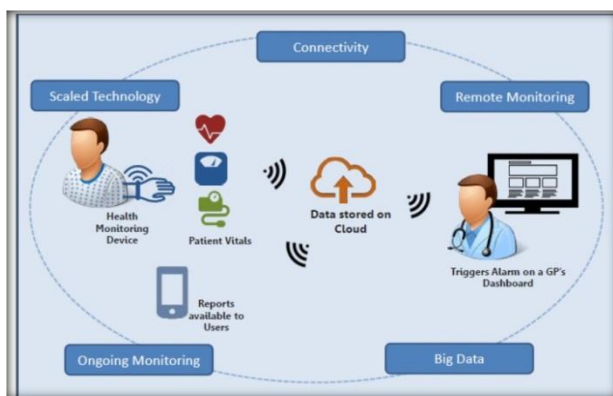 Connectivity
Scaled Technology
Remote Monitoring
Health
Monitoring
Device
Patient Vitals
Data stored on
Cloud
Triggers Alarm on a GP's
Dashboard
Reports
available to
Users
Ongoing Monitoring
Big Data